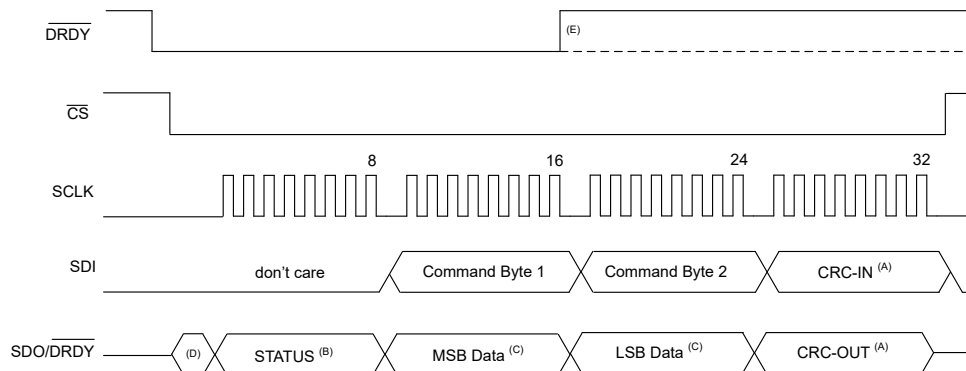 DRDY
(E)
CS
8 16 24 32
SCLK
SDI don't care Command Byte 1 Command Byte 2 CRC-IN (A)
SDO/DRDY (D) STATUS (B) MSB Data (C) LSB Data (C) CRC-OUT (A)